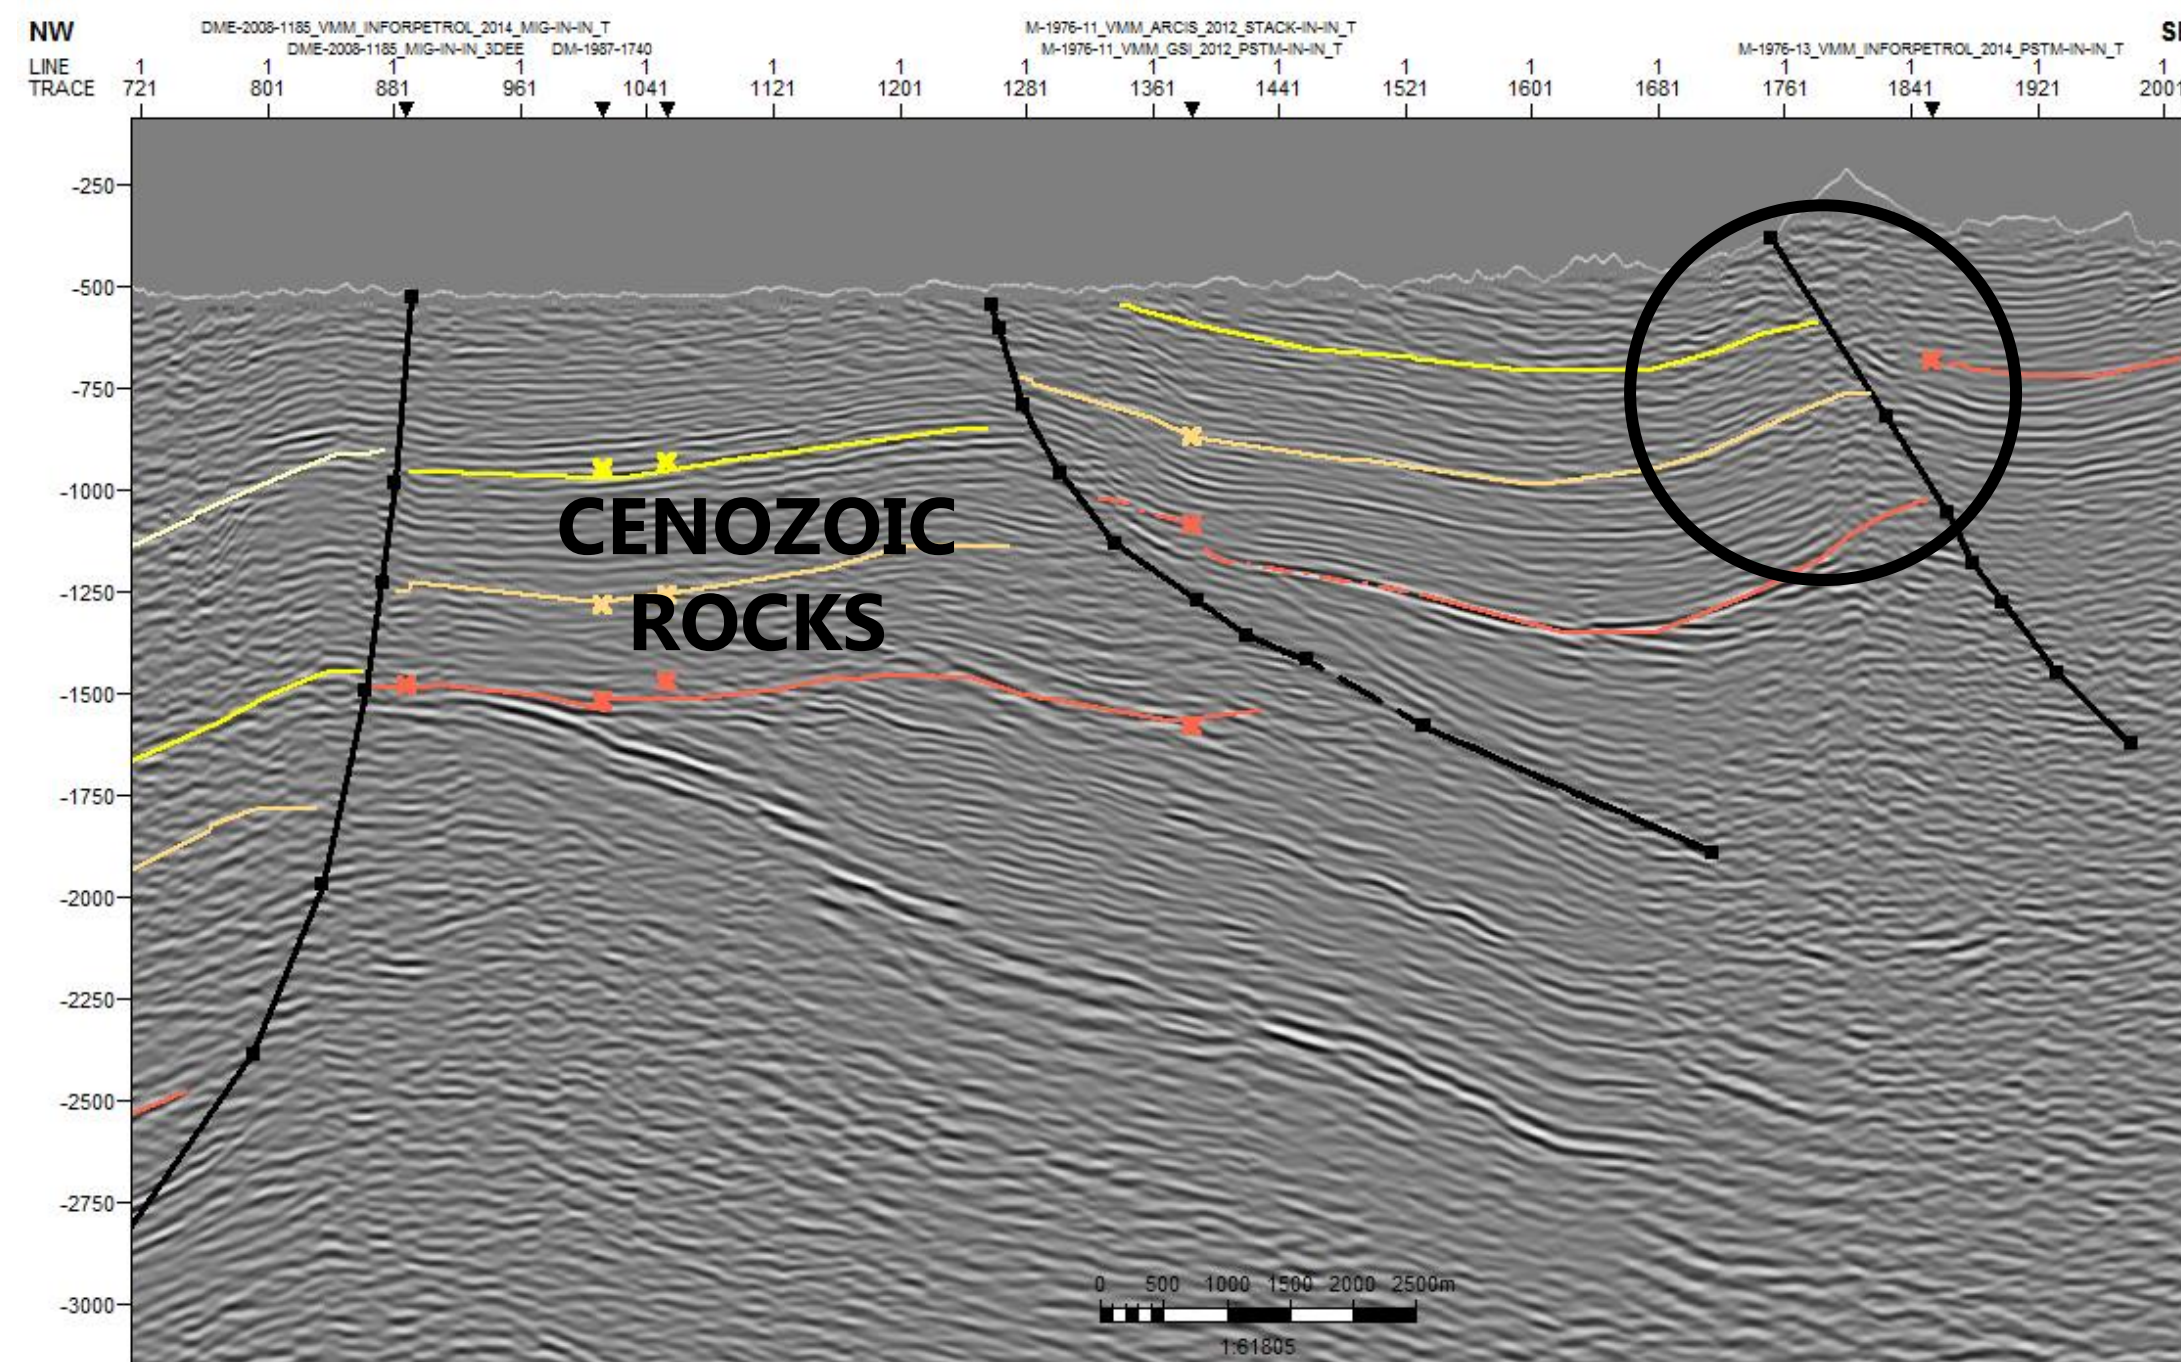 NW DME-2008-1185_VMM_INFORPETROL_2014_MIG-IN-IN_T M-1976-11_VMM_ARCIS_2012_STACK-IN-IN_T
DME-2008-1185_MIG-IN-IN_3DEE DM-1987-1740 M-1976-11_VMM_GSI_2012_PSTM-IN-IN_T M-1976-13_VMM_INFORPETROL_2014_PSTM-IN-IN_T
LINE 1 1 1 1 1 1 1 1 1 1 1 1 1 1 1 1 1
TRACE 721 801 881 961 1041 1121 1201 1281 1361 1441 1521 1601 1681 1761 1841 1921 2001
-250
-500
-750
-1000
CENOZOIC
-1250
ROCKS
-1500
-1750
-2000
-2250
-2500
-2750
-3000
0 500 1000 1500 2000 2500m
1:61805